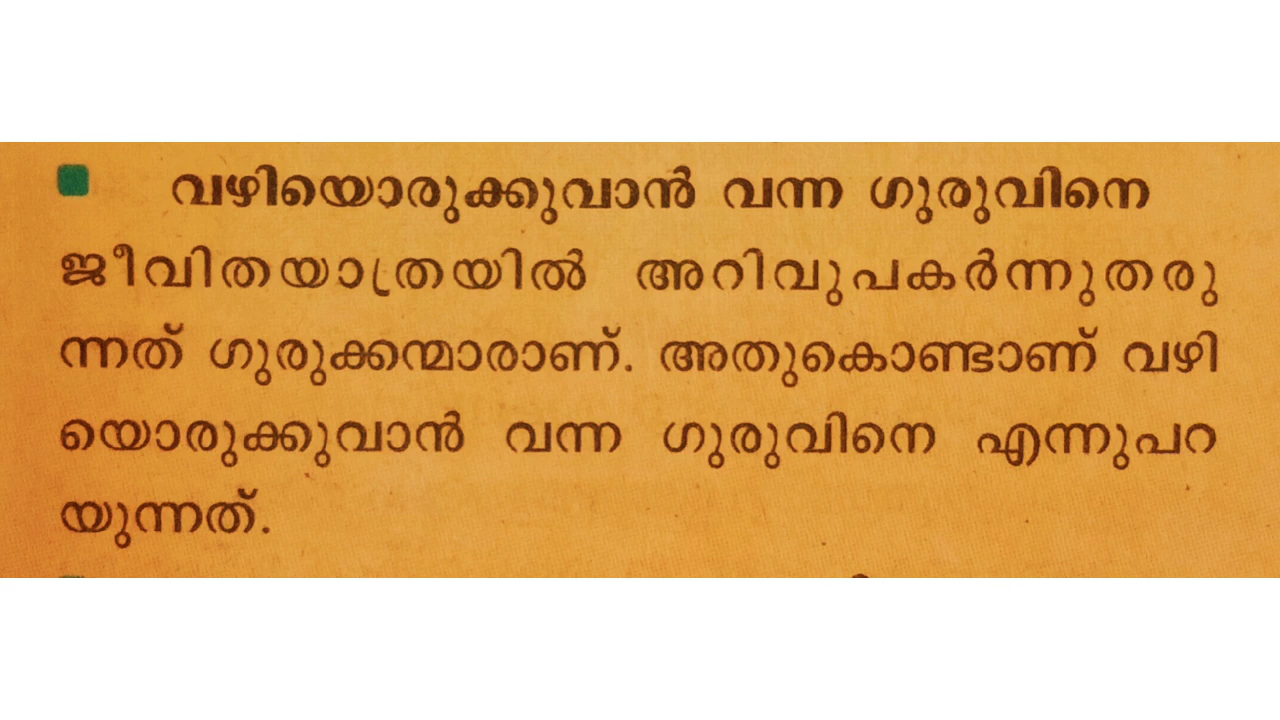 വഴിയൊരുക്കുവാൻ വന്ന ഗുരുവിനെ
ജീവിതയാത്രയിൽ അറിവുപകർന്നുതരു
ന്നത് ഗുരുക്കന്മാരാണ്. അതുകൊണ്ടാണ് വഴി
യൊരുക്കുവാൻ വന്ന ഗുരുവിനെ എന്നുപറ
യുന്നത്.